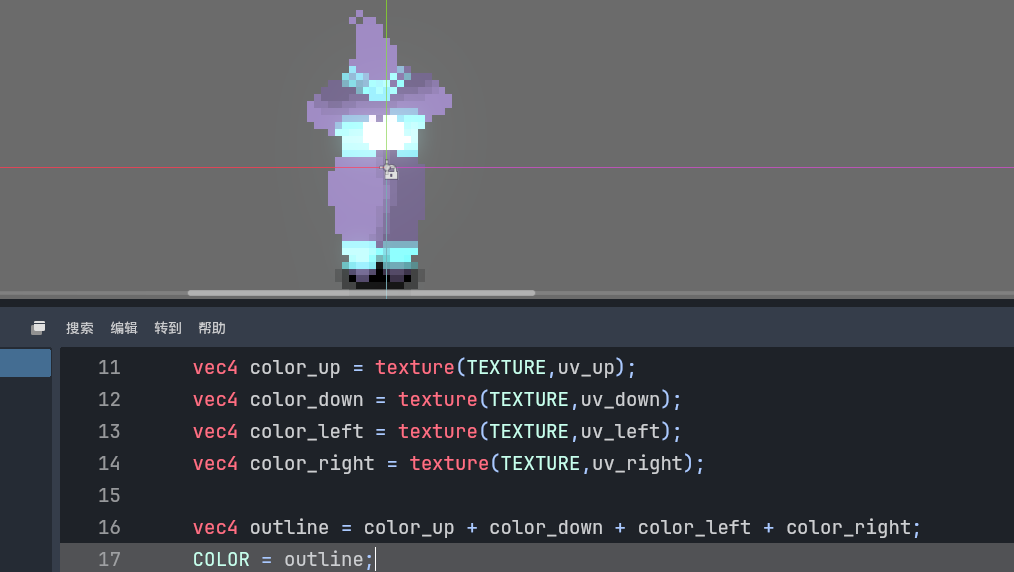 搜索 编辑 转到 帮助
11 vec4 color_up = texture(TEXTURE,uv_up);
12 vec4 color_down = texture(TEXTURE,uv_down);
13 vec4 color_left = texture(TEXTURE,uv_left);
14 vec4 color_right = texture(TEXTURE,uv_right);
15
16 vec4 outline = color_up + color_down + color_left + color_right;
17 COLOR = outline;